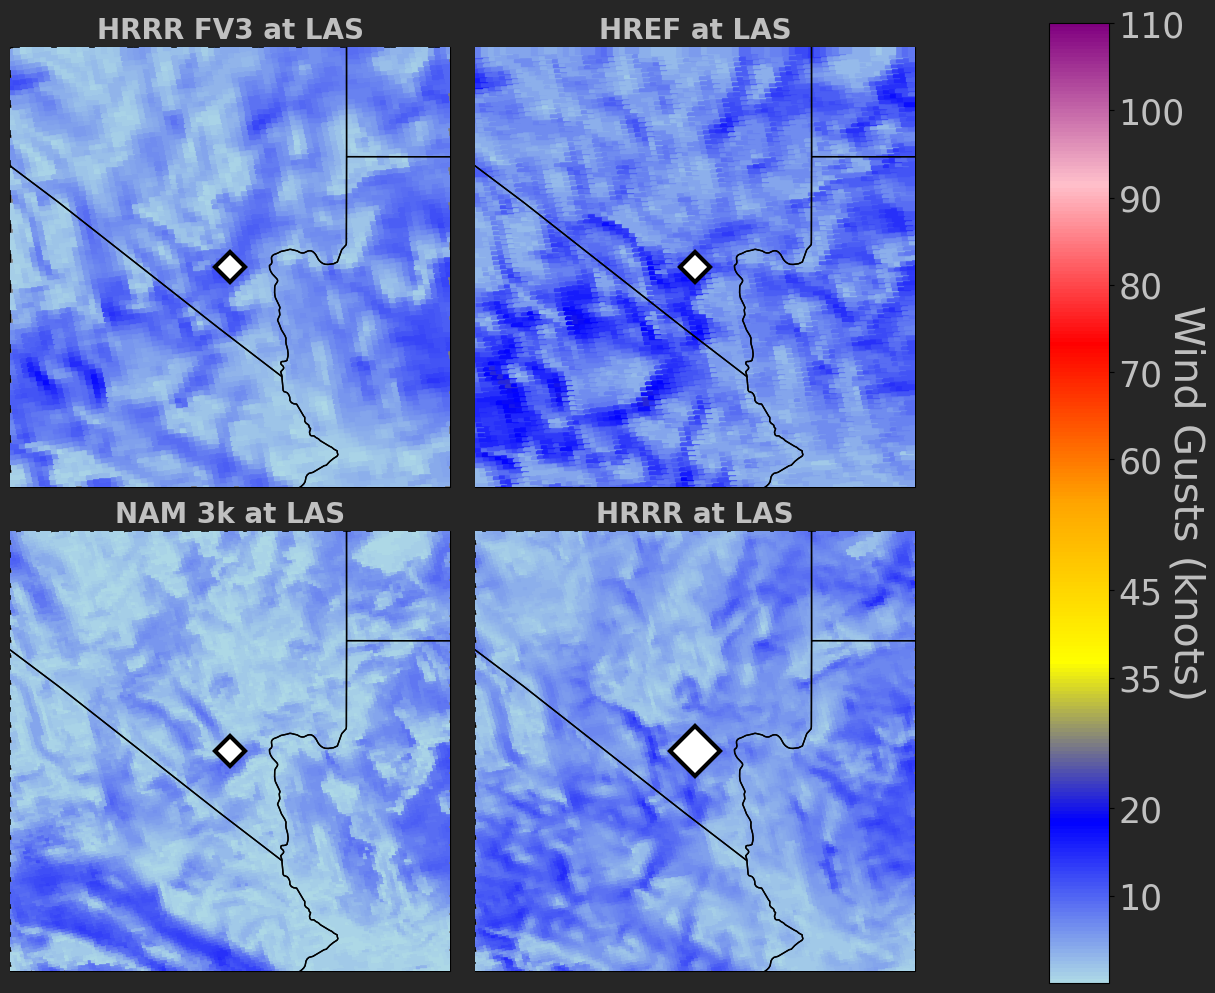 HRRR FV3 at LAS
HREF at LAS
NAM 3k at LAS
HRRR at LAS
110
100
90
80
70
60
45
35
20
10
Wind Gusts (knots)